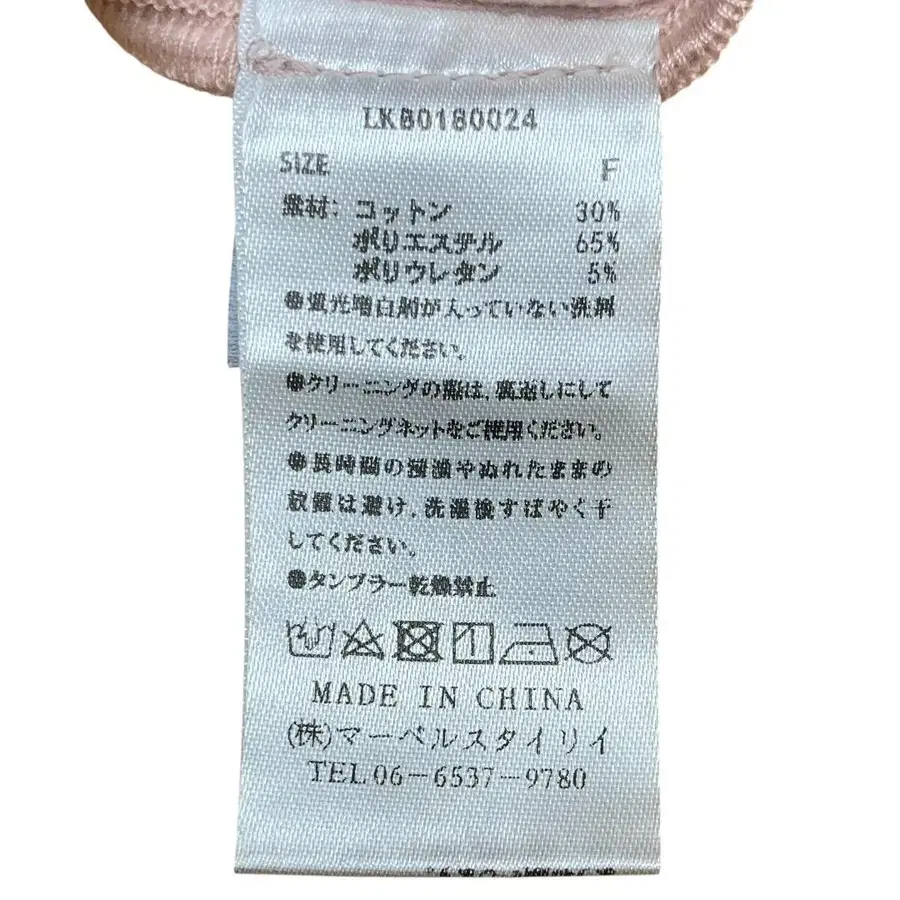 LKB0180024
SIZE F
素材: コットン 30%
ポリエステル 65%
ポリウレタン 5%
●蛍光増白剤が入っていない洗剤
を使用してください。
●クリーニングの際は、裏返しにして
クリーニングネットをご使用ください。
●長時間の浸漬やぬれたままの
放置は避け、洗濯後すばやく干
してください。
●タンブラー乾燥禁止
MADE IN CHINA
(株)マーベルスタイリイ
TEL 06-6537-9780